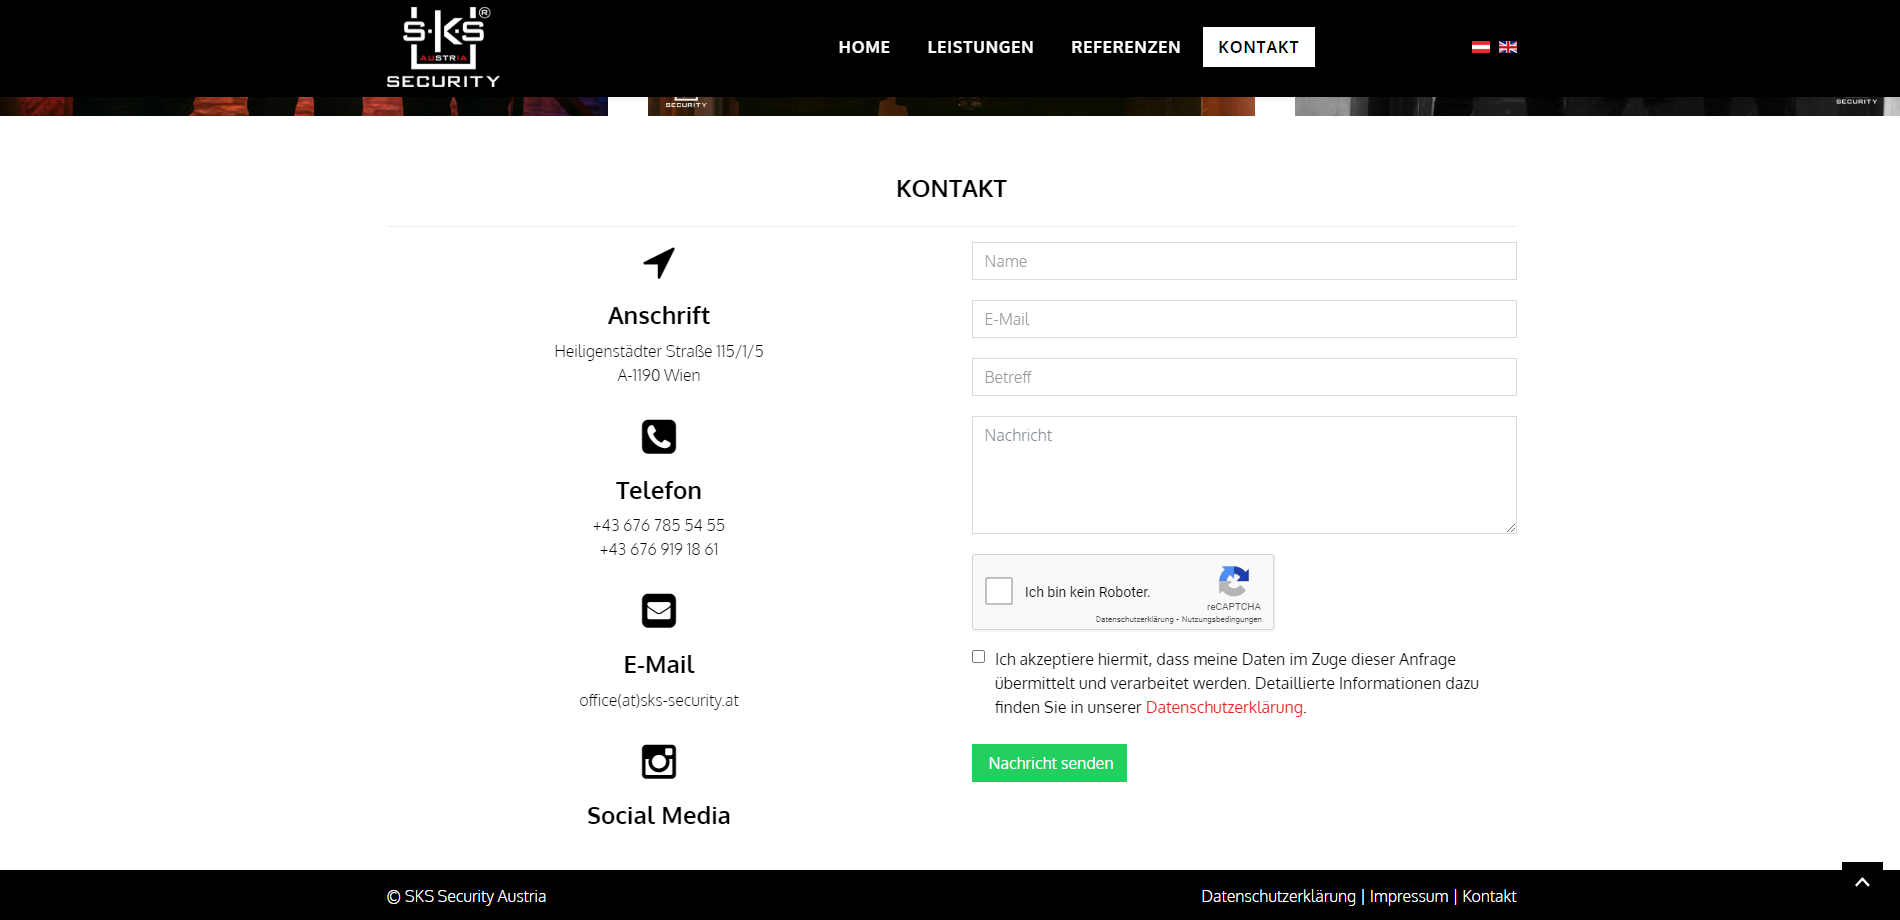 S·K·S®
AUSTRIA
SECURITY
HOME
LEISTUNGEN
REFERENZEN
KONTAKT
SECURITY
SECURITY
KONTAKT
Anschrift
Heiligenstädter Straße 115/1/5
A-1190 Wien
Telefon
+43 676 785 54 55
+43 676 919 18 61
E-Mail
office(at)sks-security.at
Social Media
Name
E-Mail
Betreff
Nachricht
Ich bin kein Roboter.
reCAPTCHA
Datenschutzerklärung - Nutzungsbedingungen
Ich akzeptiere hiermit, dass meine Daten im Zuge dieser Anfrage
übermittelt und verarbeitet werden. Detaillierte Informationen dazu
finden Sie in unserer Datenschutzerklärung.
Nachricht senden
© SKS Security Austria
Datenschutzerklärung | Impressum | Kontakt